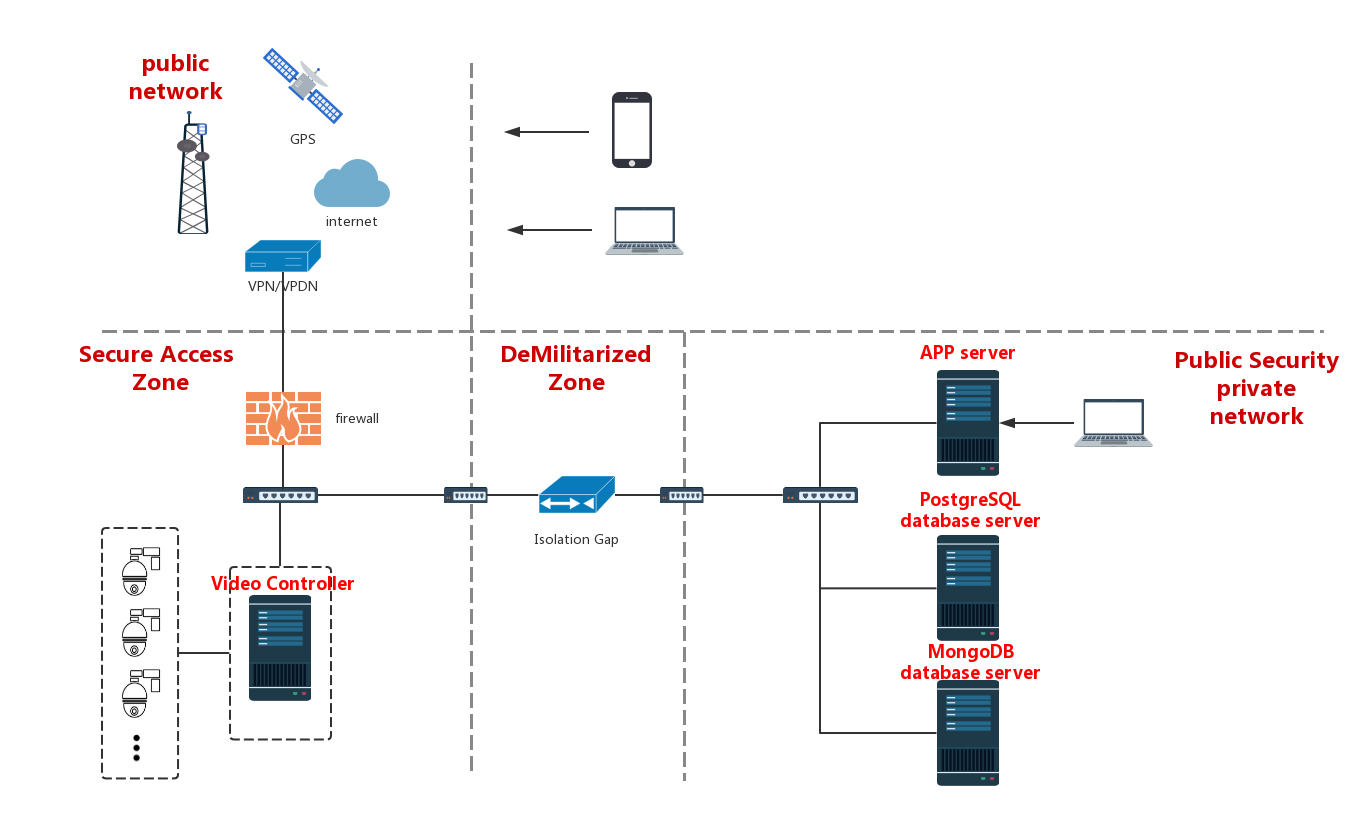 public
network
GPS
internet
VPN/VPDN
Secure Access
Zone
DeMilitarized
Zone
APP server
Public Security
private
network
firewall
PostgreSQL
database server
Isolation Gap
Video Controller
MongoDB
database server